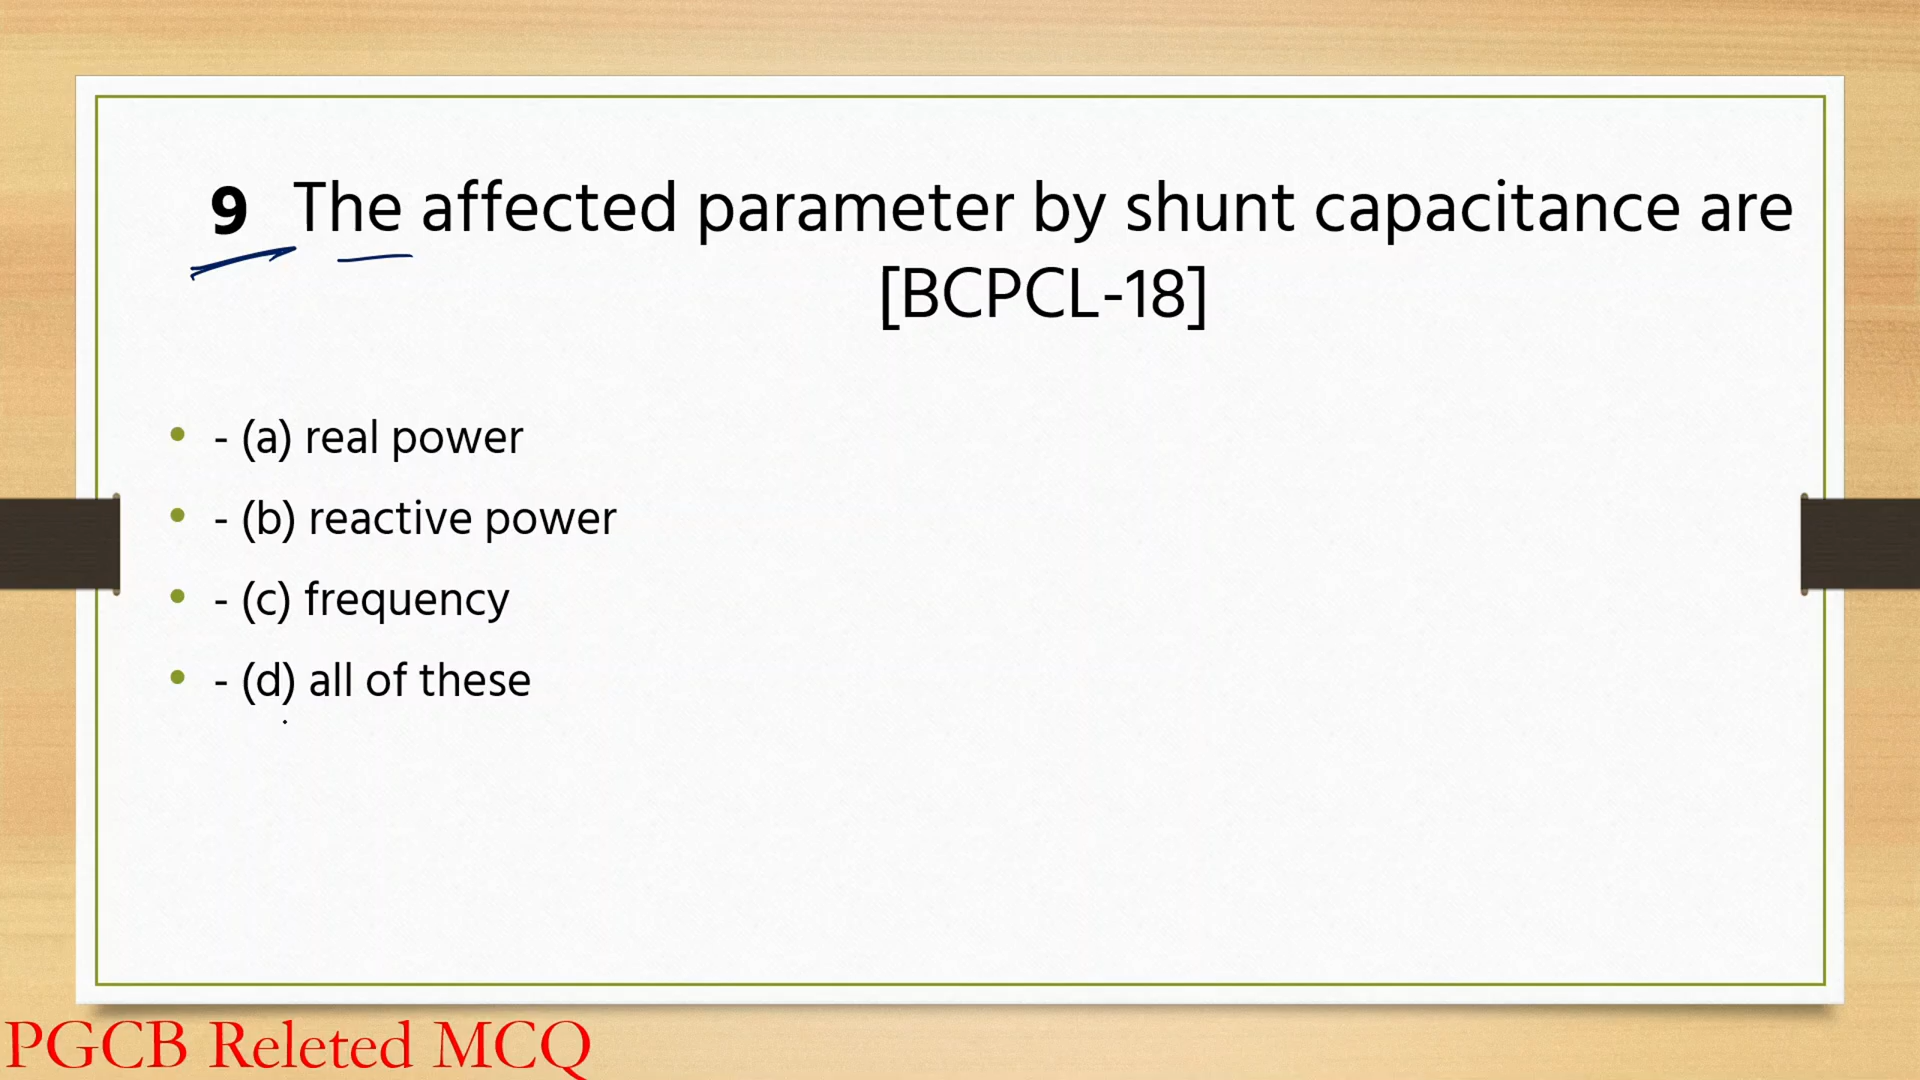 9 The affected parameter by shunt capacitance are
[BCPCL-18]
- (a) real power
- (b) reactive power
- (c) frequency
- (d) all of these
PGCB Releted MCQ